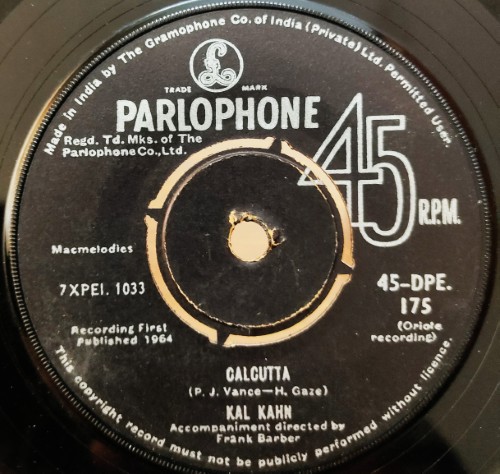 Made in India by The Gramophone Co. of India (Private) Ltd. Permitted User.
TRADE MARK
PARLOPHONE
Regd. Td. Mks. of The
Parlophone Co., Ltd.
45 R.P.M.
Macmelodies
7XPEI. 1033
45-DPE.
175
(Oriole
recording)
Recording First
Published 1964
CALCUTTA
(P. J. Vance—H. Gaze)
KAL KAHN
Accompaniment directed by
Frank Barber
This copyright record must not be publicly performed without licence.